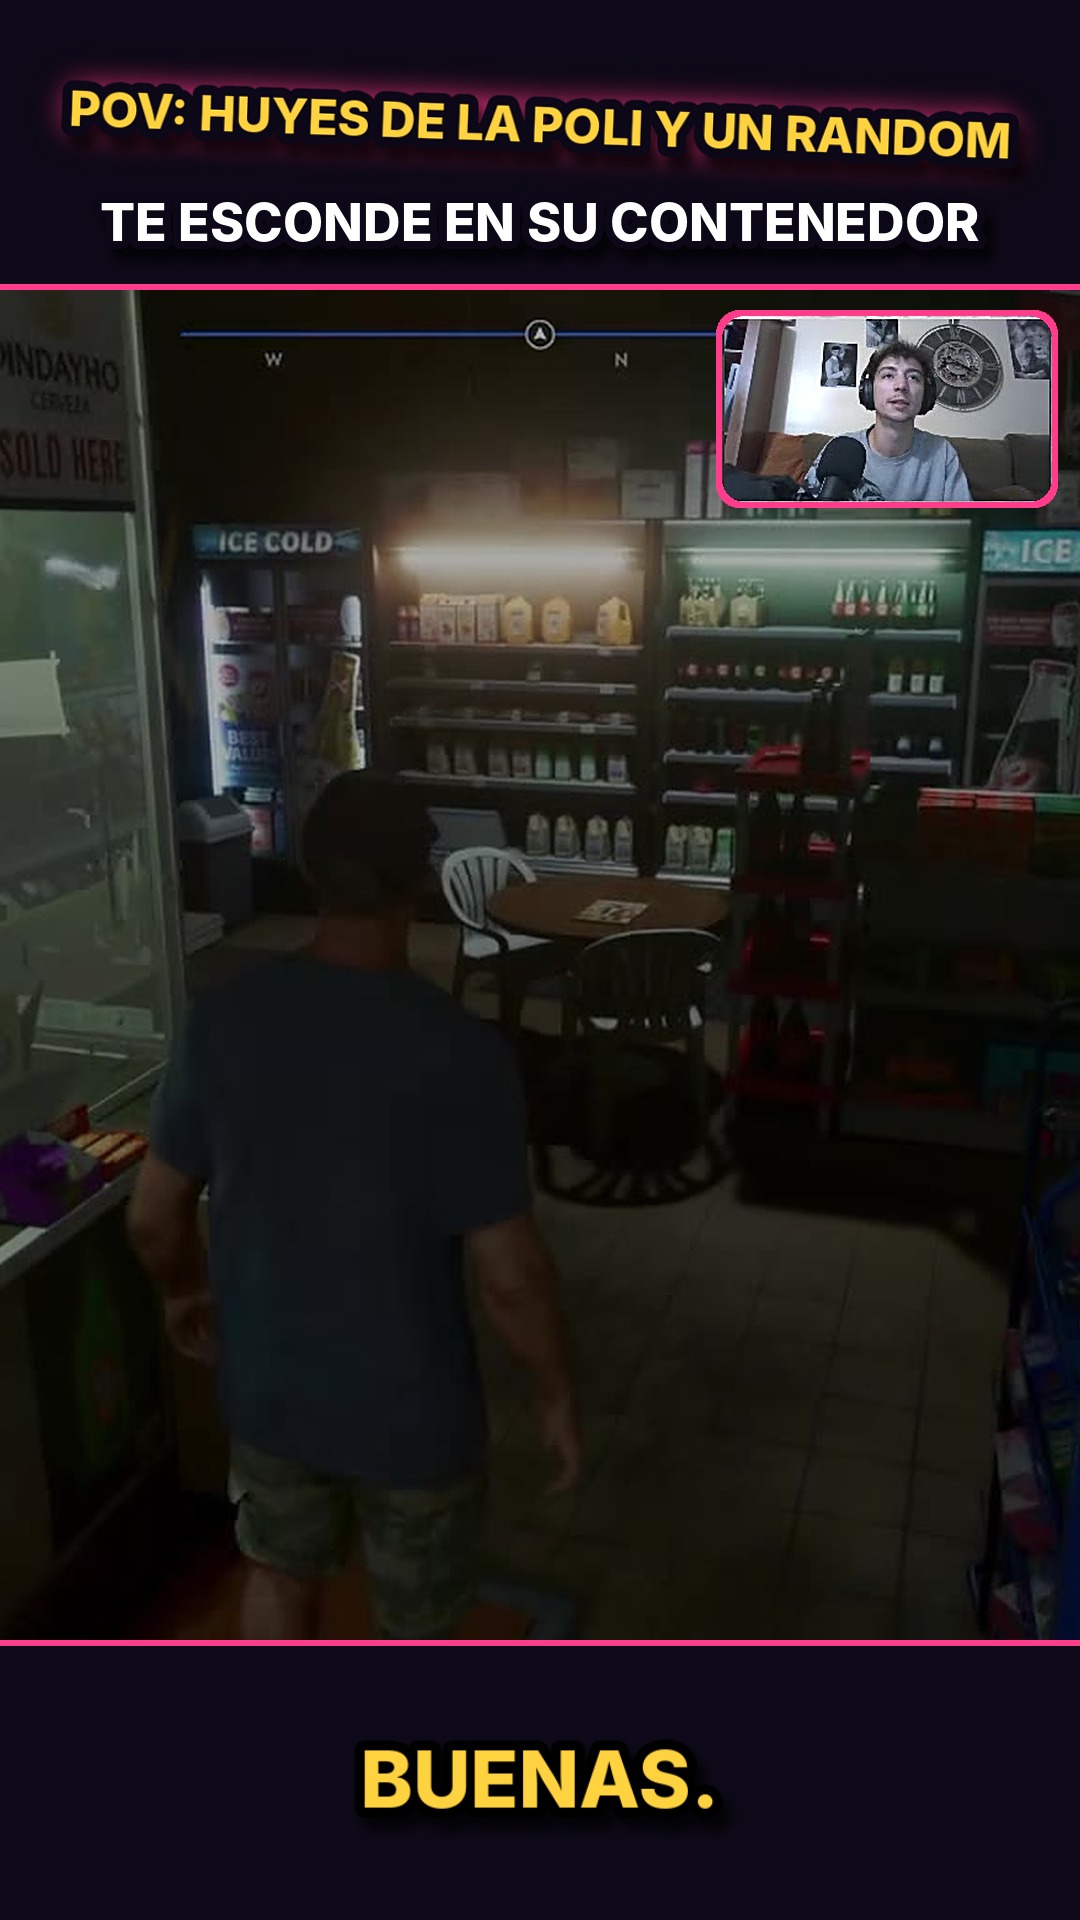 POV: HUYES DE LA POLI Y UN RANDOM
TE ESCONDE EN SU CONTENEDOR
W
N
PINDAYHO
CERVEZA
SOLD HERE
ICE COLD
ICE
BEST
VALUE
BUENAS.